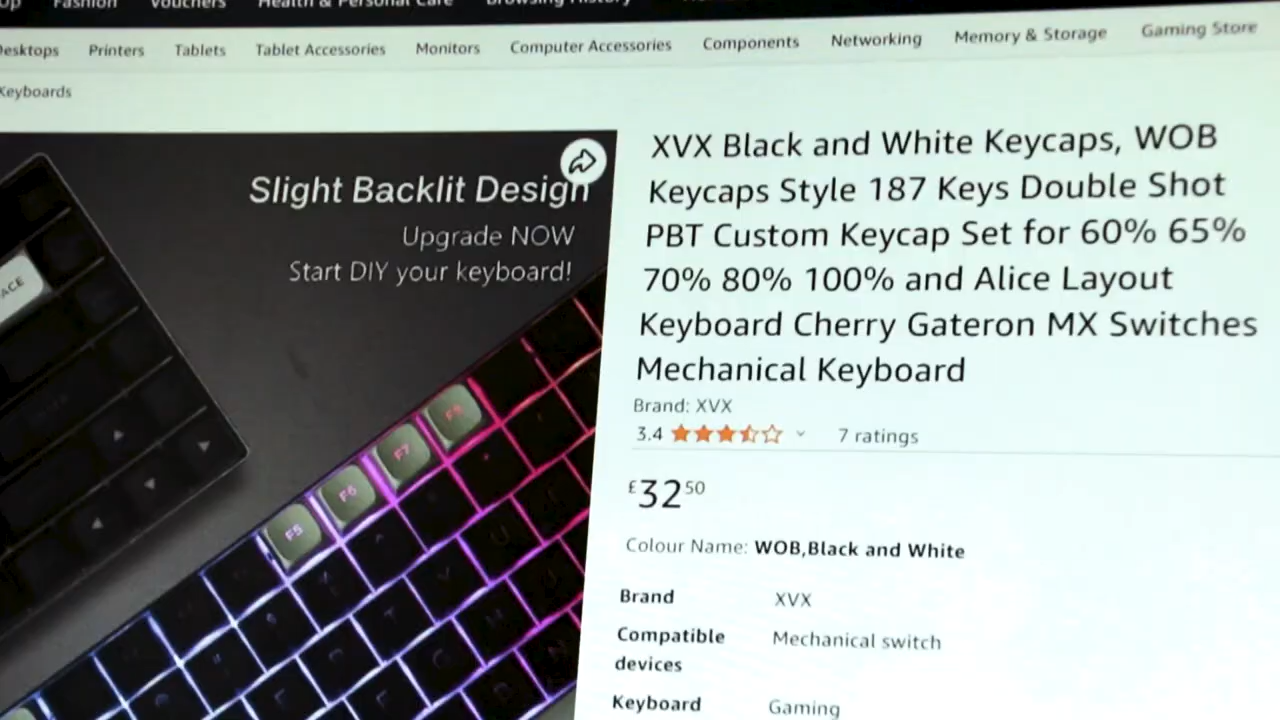 Fashion Vouchers Health & Personal Care Browsing History
Desktops Printers Tablets Tablet Accessories Monitors Computer Accessories Components Networking Memory & Storage Gaming Store
Keyboards
Slight Backlit Design
Upgrade NOW
Start DIY your keyboard!
ACE
F5
F6
F7
F8
XVX Black and White Keycaps, WOB
Keycaps Style 187 Keys Double Shot
PBT Custom Keycap Set for 60% 65%
70% 80% 100% and Alice Layout
Keyboard Cherry Gateron MX Switches
Mechanical Keyboard
Brand: XVX
3.4 7 ratings
£32 50
Colour Name: WOB,Black and White
Brand XVX
Compatible devices Mechanical switch
Keyboard Gaming